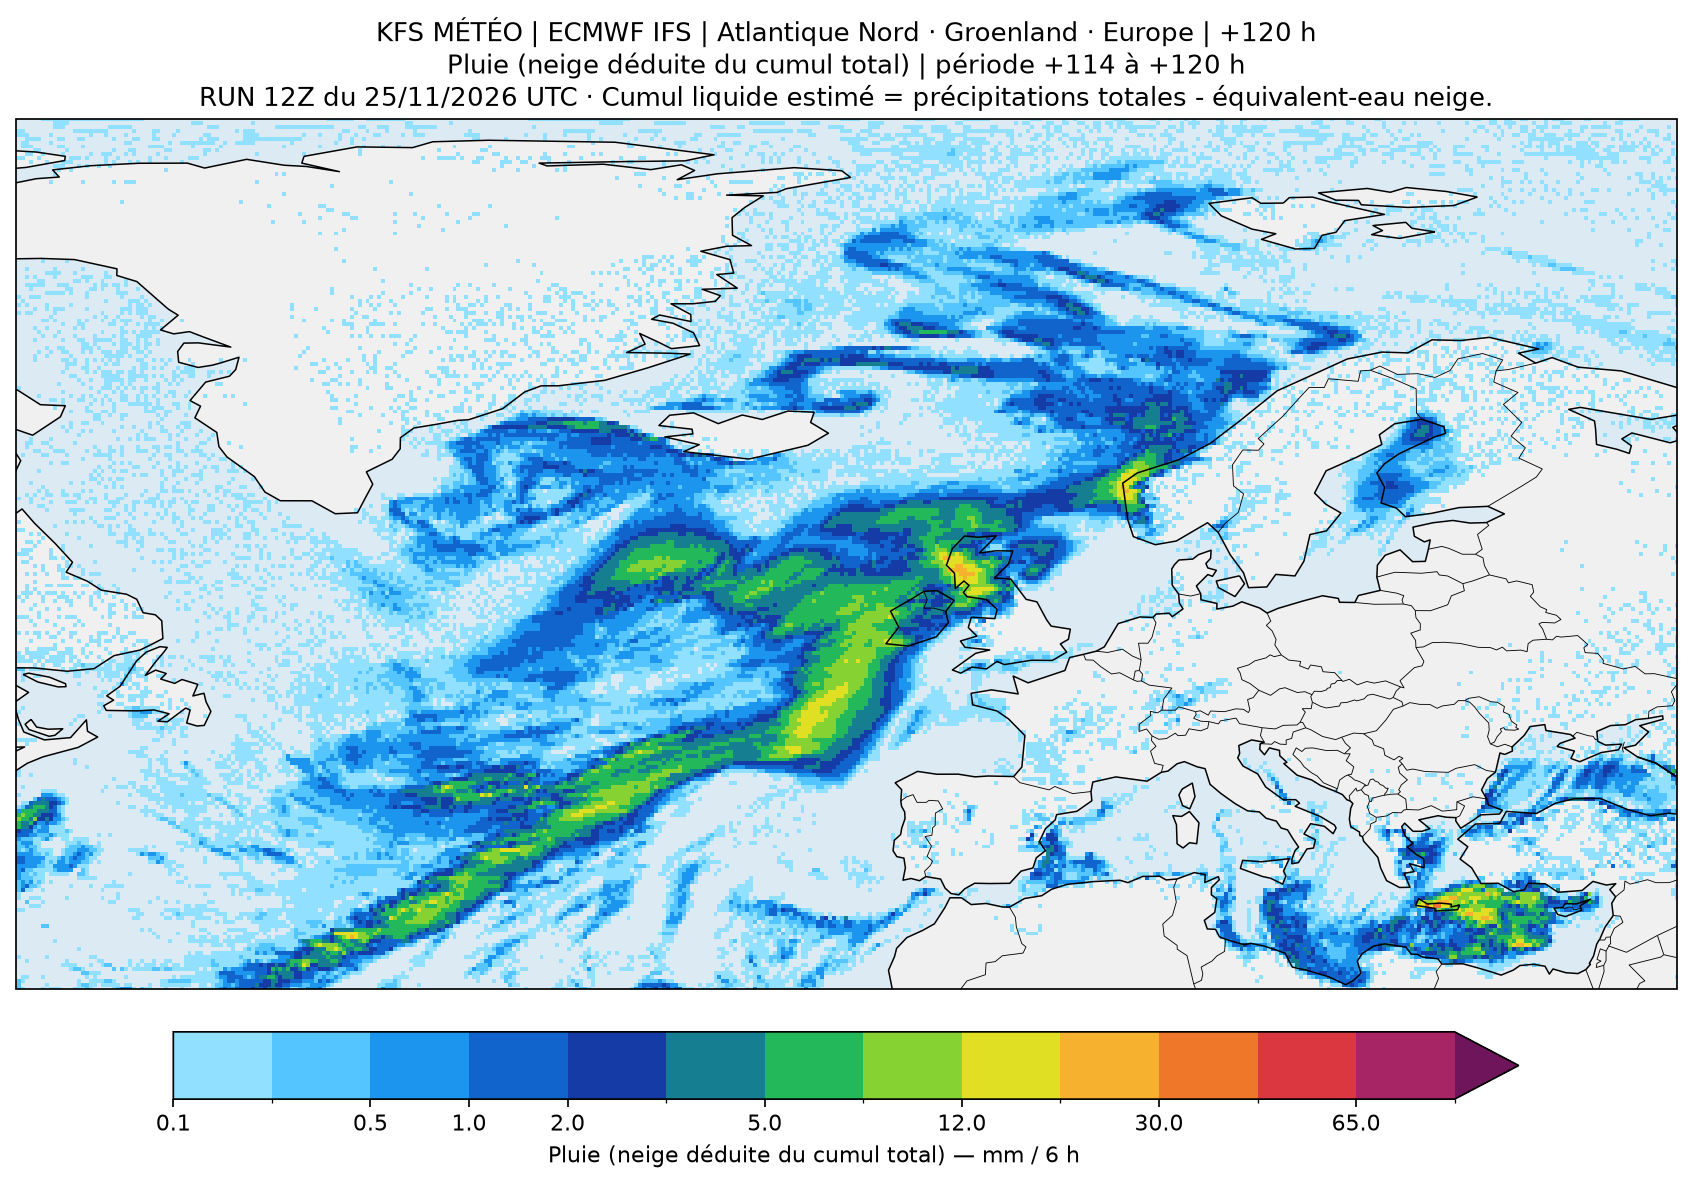 KFS MÉTÉO | ECMWF IFS | Atlantique Nord · Groenland · Europe | +120 h
Pluie (neige déduite du cumul total) | période +114 à +120 h
RUN 12Z du 25/11/2026 UTC · Cumul liquide estimé = précipitations totales - équivalent-eau neige.
0.1 0.5 1.0 2.0 5.0 12.0 30.0 65.0
Pluie (neige déduite du cumul total) — mm / 6 h